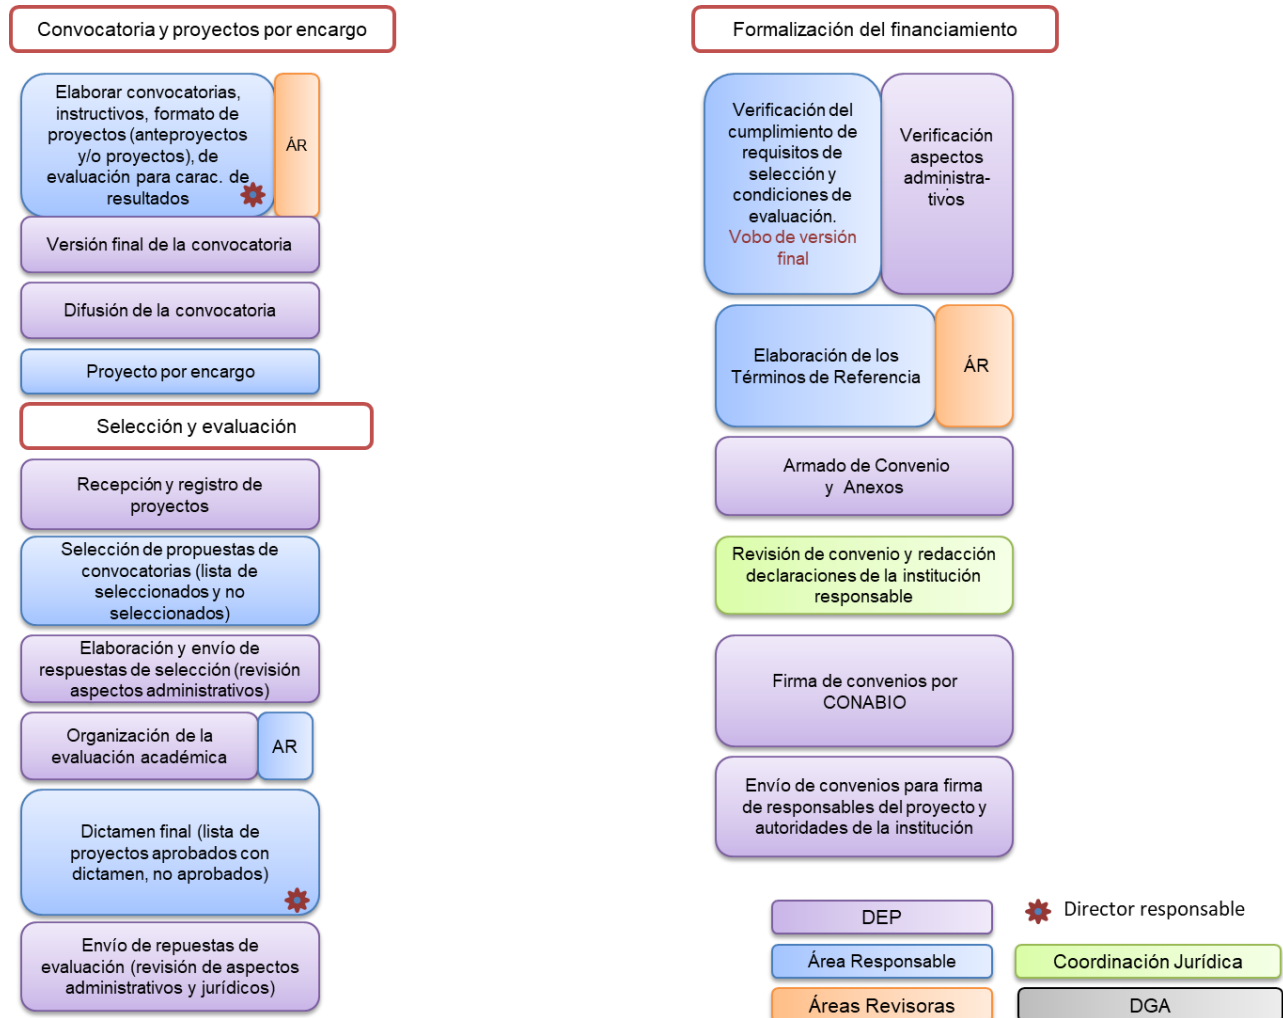 Convocatoria y proyectos por encargo
Elaborar convocatorias,
instructivos, formato de
proyectos (anteproyectos
y/o proyectos), de
evaluación para carac. de
resultados
ÁR
Versión final de la convocatoria
Difusión de la convocatoria
Proyecto por encargo
Selección y evaluación
Recepción y registro de
proyectos
Selección de propuestas de
convocatorias (lista de
seleccionados y no
seleccionados)
Elaboración y envío de
respuestas de selección (revisión
aspectos administrativos)
Organización de la
evaluación académica
AR
Dictamen final (lista de
proyectos aprobados con
dictamen, no aprobados)
Envío de repuestas de
evaluación (revisión de aspectos
administrativos y jurídicos)
Formalización del financiamiento
Verificación del
cumplimiento de
requisitos de
selección y
condiciones de
evaluación.
Vobo de versión
final
Verificación
aspectos
administra-
tivos
Elaboración de los
Términos de Referencia
ÁR
Armado de Convenio
y Anexos
Revisión de convenio y redacción
declaraciones de la institución
responsable
Firma de convenios por
CONABIO
Envío de convenios para firma
de responsables del proyecto y
autoridades de la institución
DEP
Director responsable
Área Responsable
Coordinación Jurídica
Áreas Revisoras
DGA